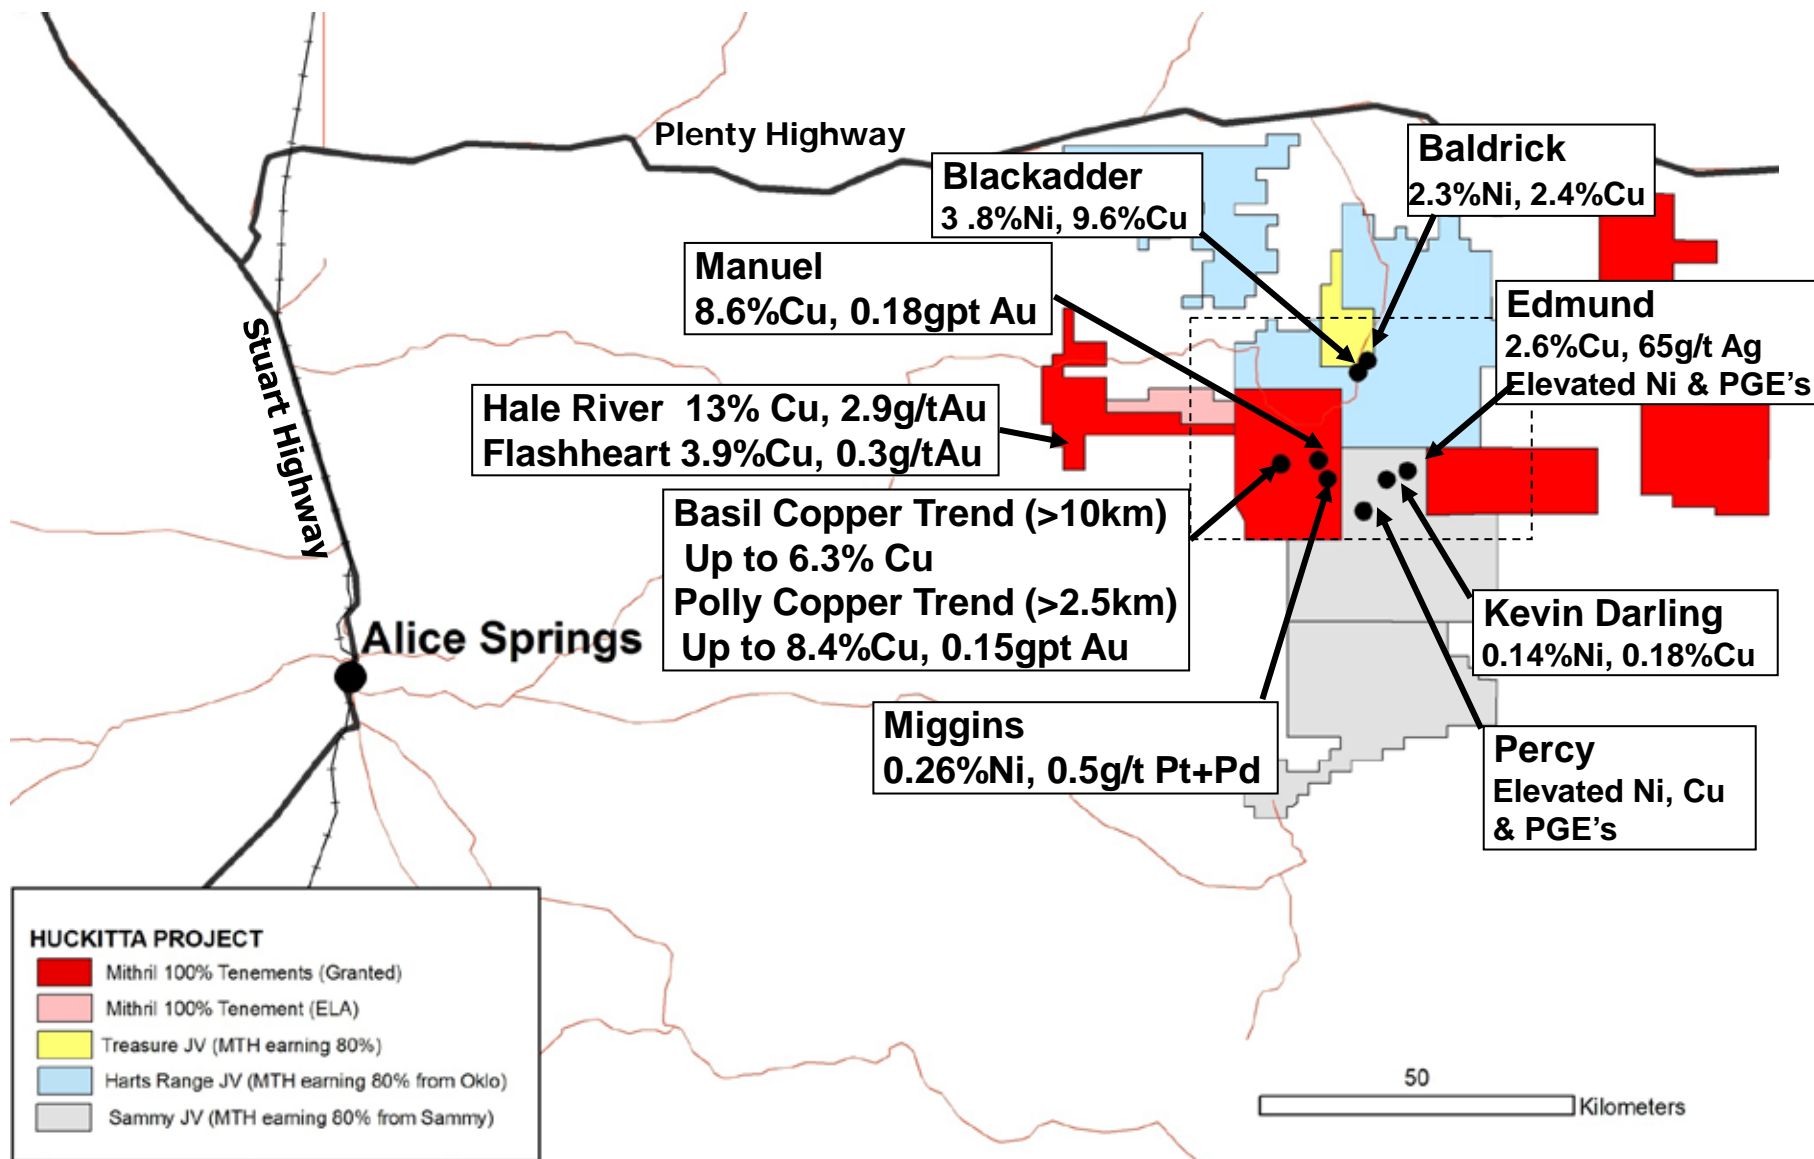 Plenty Highway
Baldrick
2.3%Ni, 2.4%Cu
Blackadder
3 .8%Ni, 9.6%Cu
Manuel
8.6%Cu, 0.18gpt Au
Edmund
2.6%Cu, 65g/t Ag
Elevated Ni & PGE’s
Stuart Highway
Hale River  13% Cu, 2.9g/tAu
Flashheart 3.9%Cu, 0.3g/tAu
Basil Copper Trend (>10km)
Up to 6.3% Cu
Polly Copper Trend (>2.5km)
Up to 8.4%Cu, 0.15gpt Au
Alice Springs
Kevin Darling
0.14%Ni, 0.18%Cu
Miggins
0.26%Ni, 0.5g/t Pt+Pd
Percy
Elevated Ni, Cu
& PGE’s
HUCKITTA PROJECT
Mithril 100% Tenements (Granted)
Mithril 100% Tenement (ELA)
Treasure JV (MTH earning 80%)
Harts Range JV (MTH earning 80% from Oklo)
Sammy JV (MTH earning 80% from Sammy)
50
Kilometers